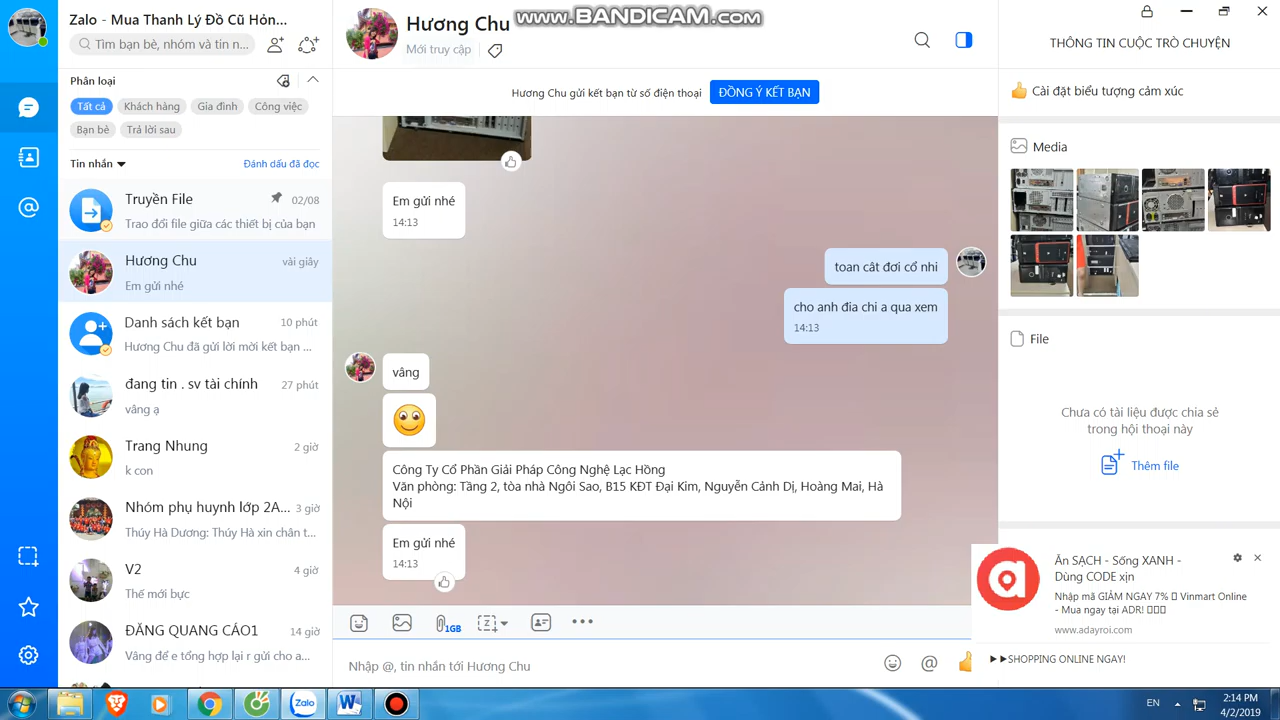 Zalo - Mua Thanh Lý Đồ Cũ Hỏn...
Tìm bạn bè, nhóm và tin n...
Phân loại
Tất cả
Khách hàng
Gia đình
Công việc
Bạn bè
Trả lời sau
Tin nhắn
Đánh dấu đã đọc
Truyền File
02/08
Trao đổi file giữa các thiết bị của bạn
Hương Chu
vài giây
Em gửi nhé
Danh sách kết bạn
10 phút
Hương Chu đã gửi lời mời kết bạn ...
đang tin . sv tài chính
27 phút
vâng ạ
Trang Nhung
2 giờ
k con
Nhóm phụ huynh lớp 2A...
3 giờ
Thúy Hà Dương: Thúy Hà xin chân t...
V2
4 giờ
Thế mới bực
ĐĂNG QUANG CÁO1
14 giờ
Vâng để e tổng hợp lại r gửi cho a...
Hương Chu
www.BANDICAM.com
Mới truy cập
Hương Chu gửi kết bạn từ số điện thoại
ĐỒNG Ý KẾT BẠN
Em gửi nhé
14:13
toan cât đơi cổ nhi
cho anh đia chi a qua xem
14:13
vâng
Công Ty Cổ Phần Giải Pháp Công Nghệ Lạc Hồng
Văn phòng: Tầng 2, tòa nhà Ngôi Sao, B15 KĐT Đại Kim, Nguyễn Cảnh Dị, Hoàng Mai, Hà
Nội
Em gửi nhé
14:13
1GB
Nhập @, tin nhắn tới Hương Chu
THÔNG TIN CUỘC TRÒ CHUYỆN
Cài đặt biểu tượng cảm xúc
Media
File
Chưa có tài liệu được chia sẻ
trong hội thoại này
Thêm file
Ăn SẠCH - Sống XANH -
Dùng CODE xịn
Nhập mã GIẢM NGAY 7% Vinmart Online
- Mua ngay tại ADR!
www.adayroi.com
►►SHOPPING ONLINE NGAY!
Zalo
EN
2:14 PM
4/2/2019